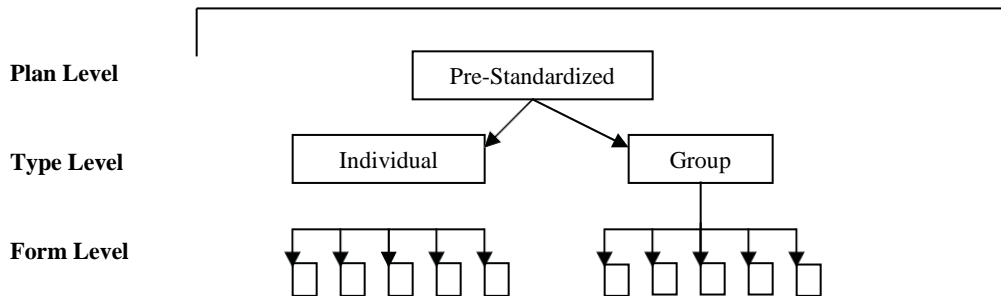 Plan Level
Pre-Standardized
Type Level
Individual
Group
Form Level